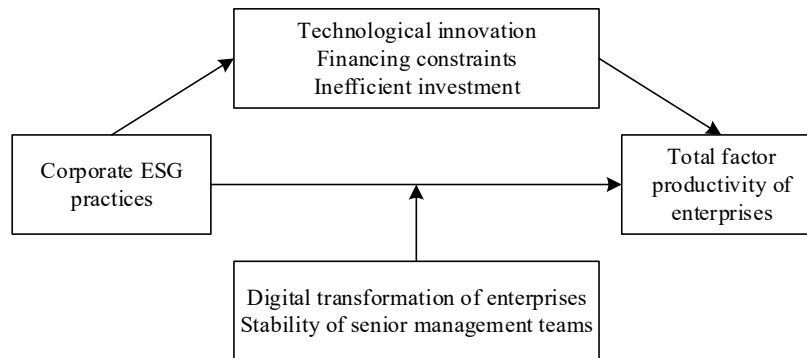 Technological innovation
Financing constraints
Inefficient investment
Corporate ESG
practices
Total factor
productivity of
enterprises
Digital transformation of enterprises
Stability of senior management teams